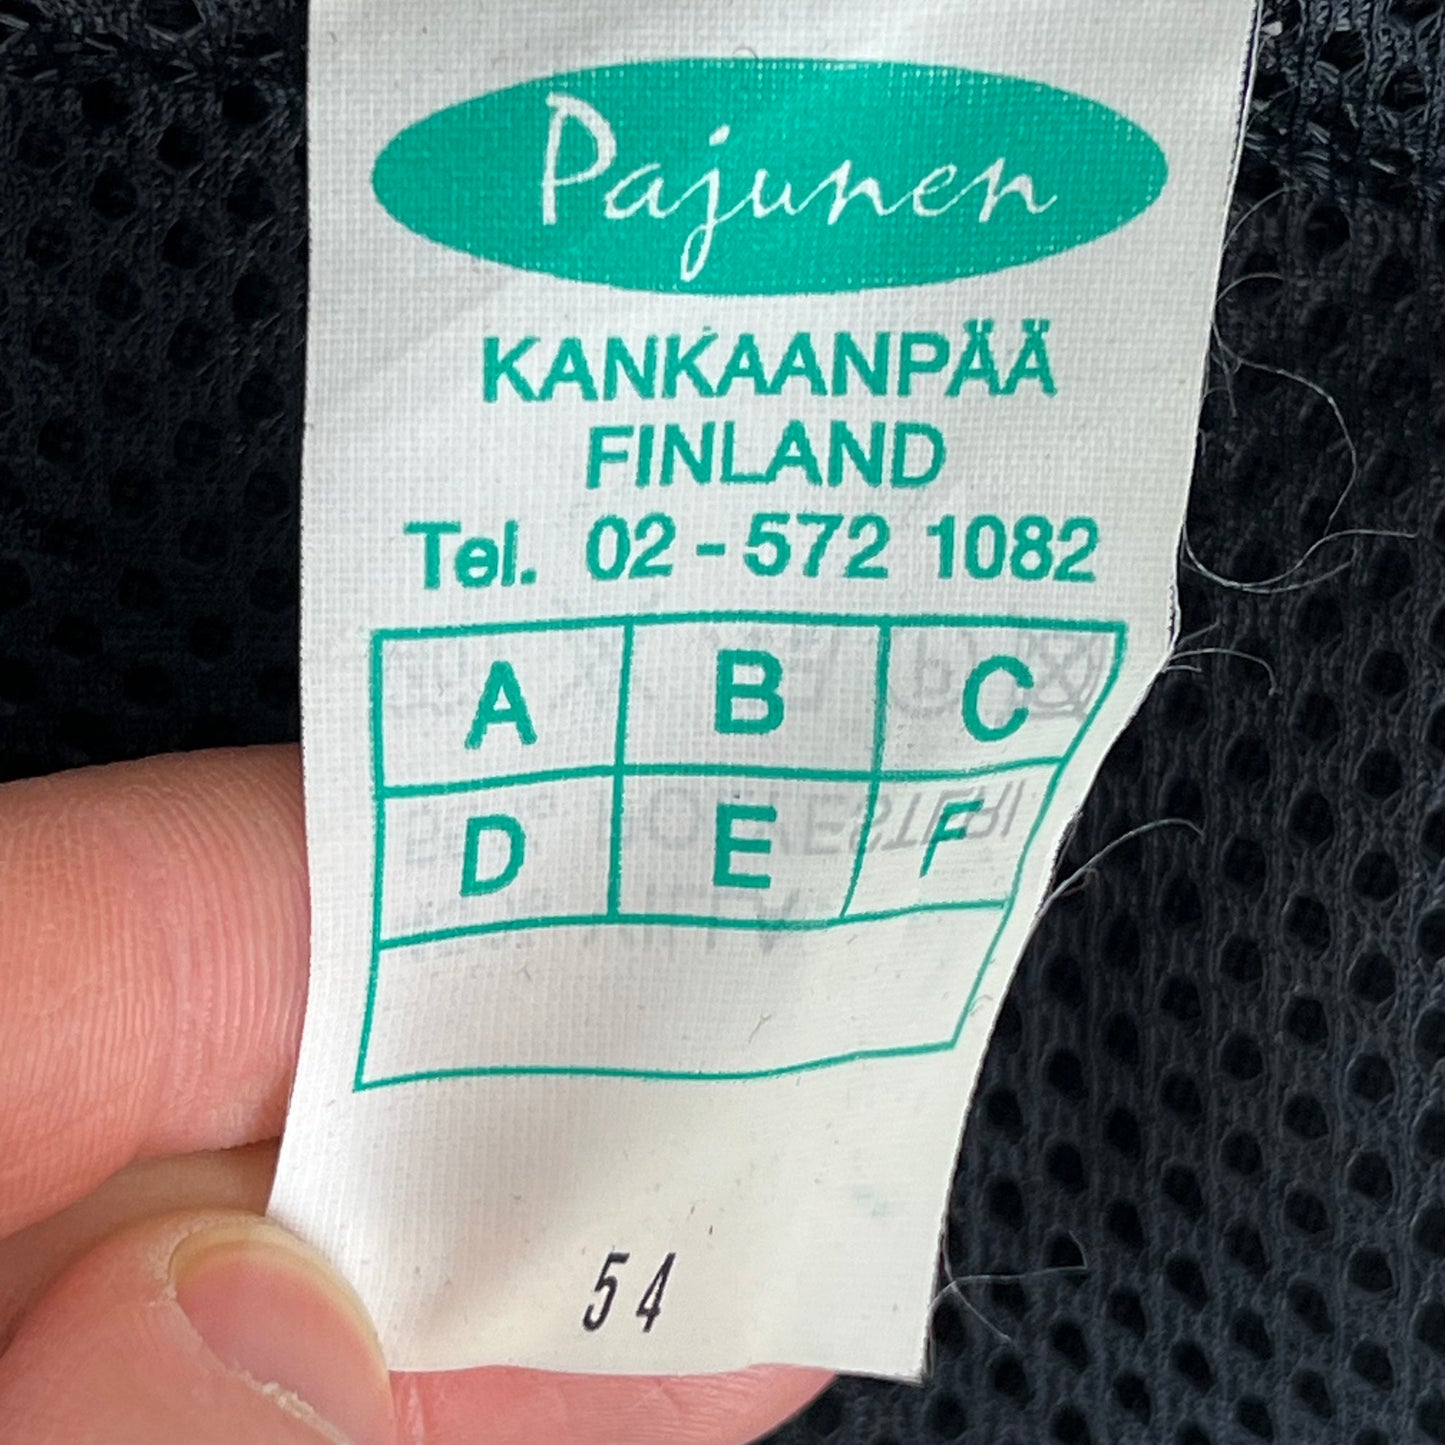 Pajunen
KANKAANPÄÄ
FINLAND
Tel. 02-572 1082
A B C
D E F
54